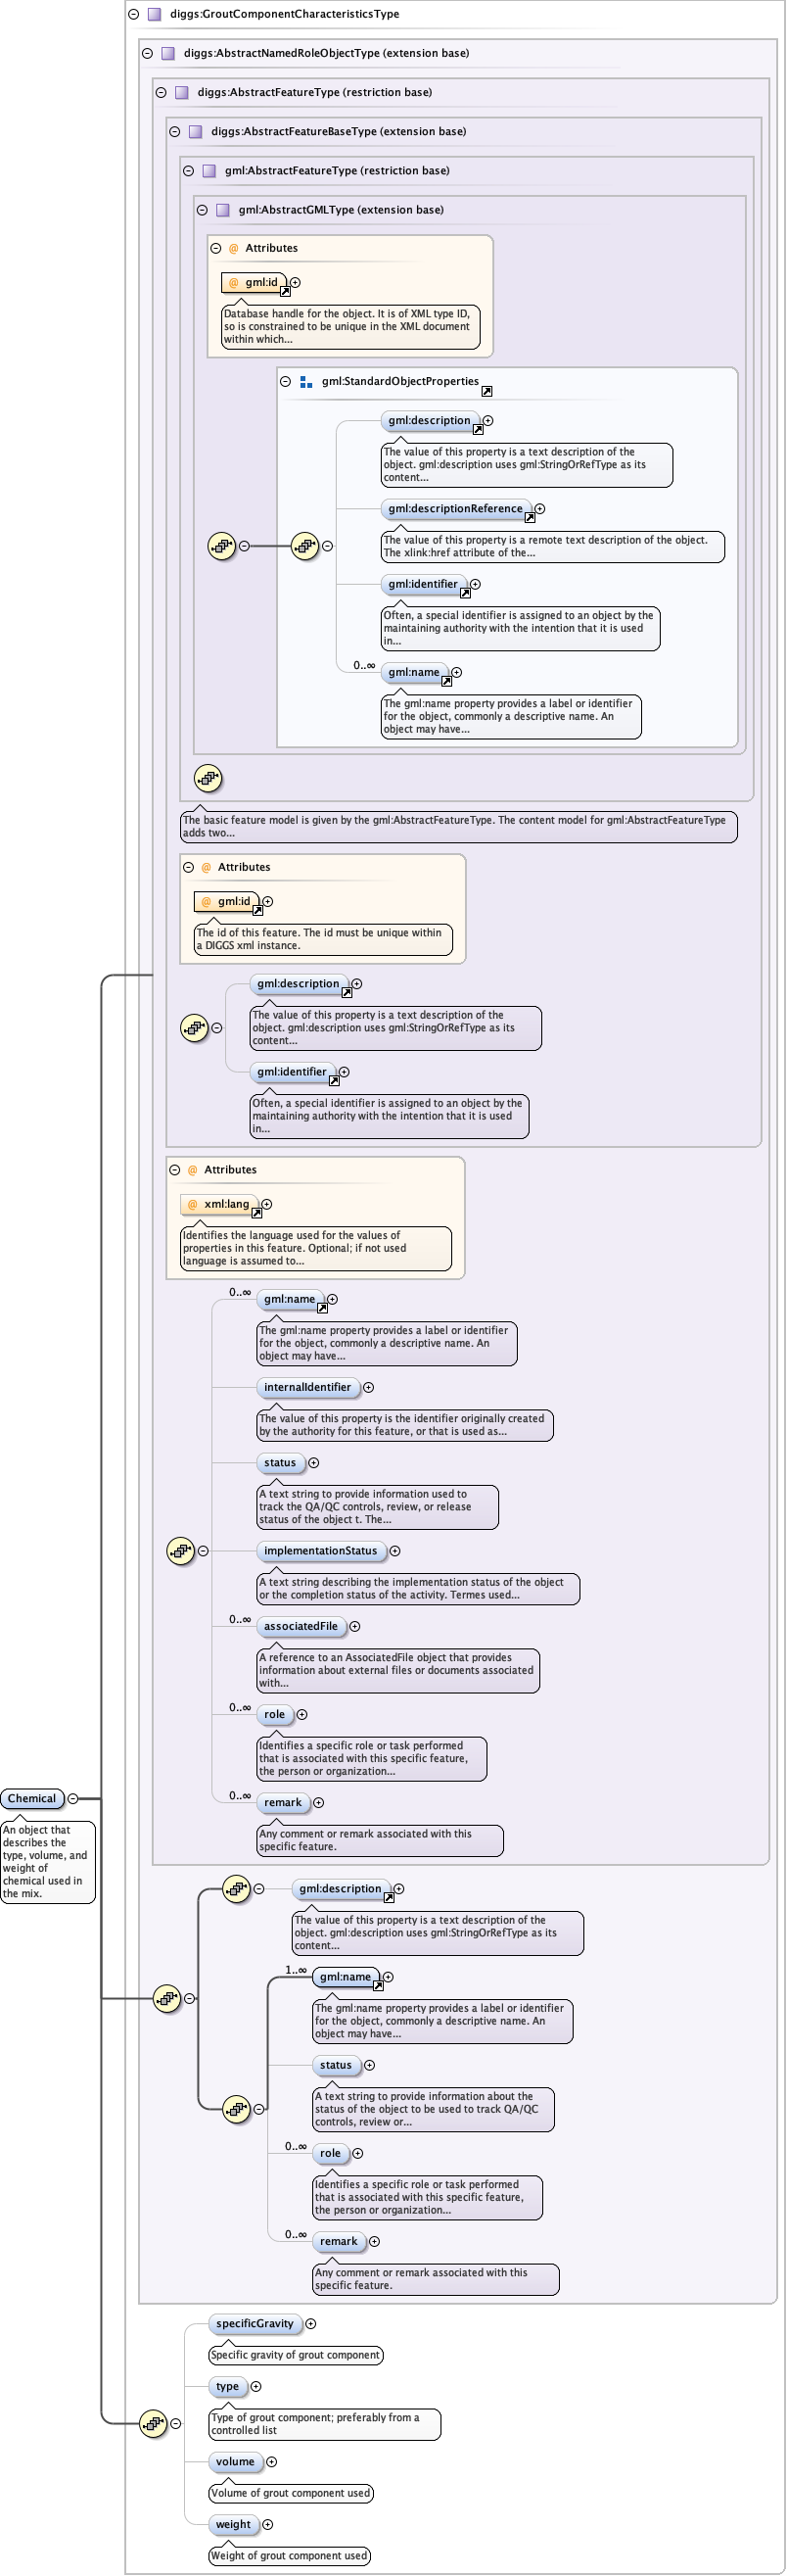 diggs:GroutComponentCharacteristicsType
diggs:AbstractNamedRoleObjectType (extension base)
diggs:AbstractFeatureType (restriction base)
diggs:AbstractFeatureBaseType (extension base)
gml:AbstractFeatureType (restriction base)
gml:AbstractGMLType (extension base)
@ Attributes
@ gml:id
Database handle for the object. It is of XML type ID,
so is constrained to be unique in the XML document
within which...
gml:StandardObjectProperties
gml:description
The value of this property is a text description of the
object. gml:description uses gml:StringOrRefType as its
content...
gml:descriptionReference
The value of this property is a remote text description of the object.
The xlink:href attribute of the...
gml:identifier
Often, a special identifier is assigned to an object by the
maintaining authority with the intention that it is used
in...
0..∞
gml:name
The gml:name property provides a label or identifier
for the object, commonly a descriptive name. An
object may have...
The basic feature model is given by the gml:AbstractFeatureType. The content model for gml:AbstractFeatureType
adds two...
@ Attributes
@ gml:id
The id of this feature. The id must be unique within
a DIGGS xml instance.
gml:description
The value of this property is a text description of the
object. gml:description uses gml:StringOrRefType as its
content...
gml:identifier
Often, a special identifier is assigned to an object by the
maintaining authority with the intention that it is used
in...
@ Attributes
@ xml:lang
Identifies the language used for the values of
properties in this feature. Optional; if not used
language is assumed to...
0..∞
gml:name
The gml:name property provides a label or identifier
for the object, commonly a descriptive name. An
object may have...
internalIdentifier
The value of this property is the identifier originally created
by the authority for this feature, or that is used as...
status
A text string to provide information used to
track the QA/QC controls, review, or release
status of the object t. The...
implementationStatus
A text string describing the implementation status of the object
or the completion status of the activity. Termes used...
0..∞
associatedFile
A reference to an AssociatedFile object that provides
information about external files or documents associated
with...
0..∞
role
Identifies a specific role or task performed
that is associated with this specific feature,
the person or organization...
0..∞
remark
Any comment or remark associated with this
specific feature.
Chemical
An object that
describes the
type, volume, and
weight of
chemical used in
the mix.
gml:description
The value of this property is a text description of the
object. gml:description uses gml:StringOrRefType as its
content...
1..∞
gml:name
The gml:name property provides a label or identifier
for the object, commonly a descriptive name. An
object may have...
status
A text string to provide information about the
status of the object to be used to track QA/QC
controls, review or...
0..∞
role
Identifies a specific role or task performed
that is associated with this specific feature,
the person or organization...
0..∞
remark
Any comment or remark associated with this
specific feature.
specificGravity
Specific gravity of grout component
type
Type of grout component; preferably from a
controlled list
volume
Volume of grout component used
weight
Weight of grout component used